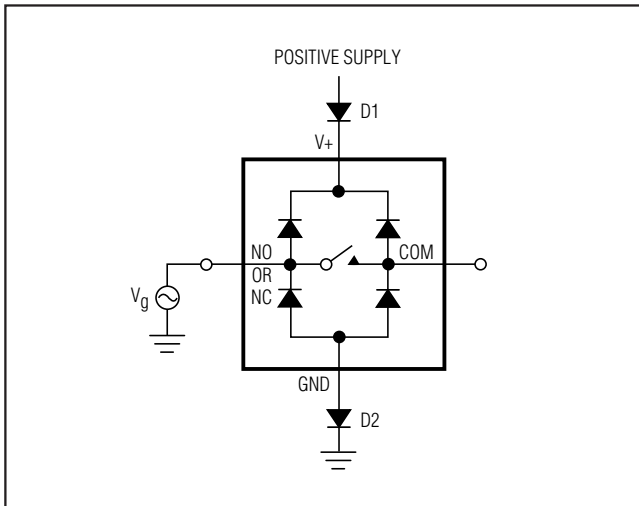 POSITIVE SUPPLY
D1
V+
NO
OR
NC
COM
Vg
GND
D2